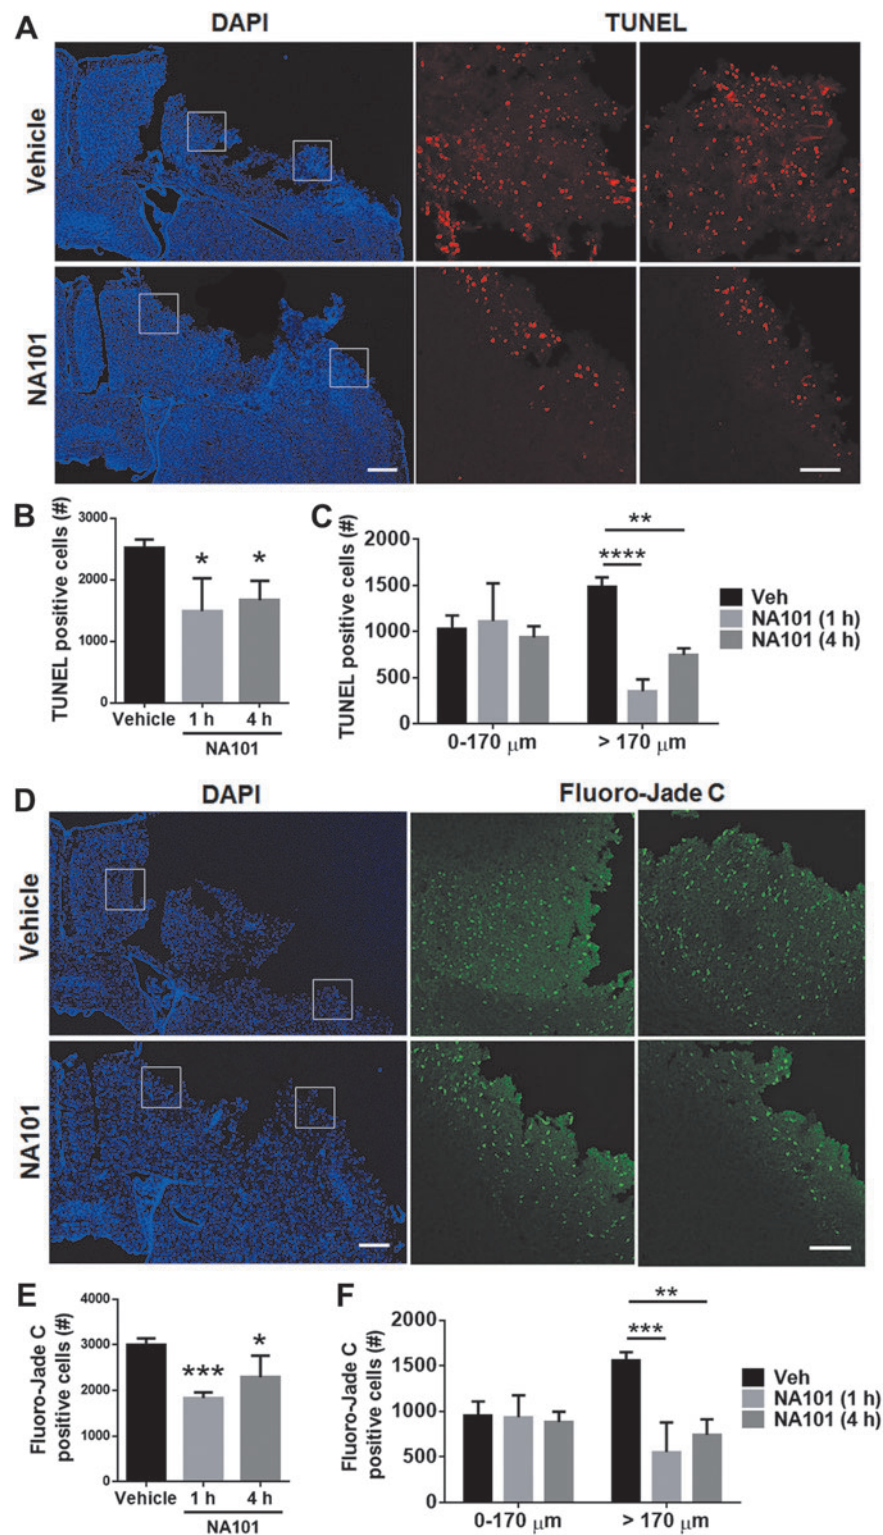 A
DAPI
TUNEL
Vehicle
NA101
B
TUNEL positive cells (#)
3000
2000
1000
0
*
*
Vehicle
1 h
4 h
NA101
C
TUNEL positive cells (#)
2000
1500
1000
500
0
**
****
0-170 μm
> 170 μm
Veh
NA101 (1 h)
NA101 (4 h)
D
DAPI
Fluoro-Jade C
Vehicle
NA101
E
Fluoro-Jade C
positive cells (#)
4000
3000
2000
1000
0
***
*
Vehicle
1 h
4 h
NA101
F
Fluoro-Jade C
positive cells (#)
2000
1500
1000
500
0
**
***
0-170 μm
> 170 μm
Veh
NA101 (1 h)
NA101 (4 h)